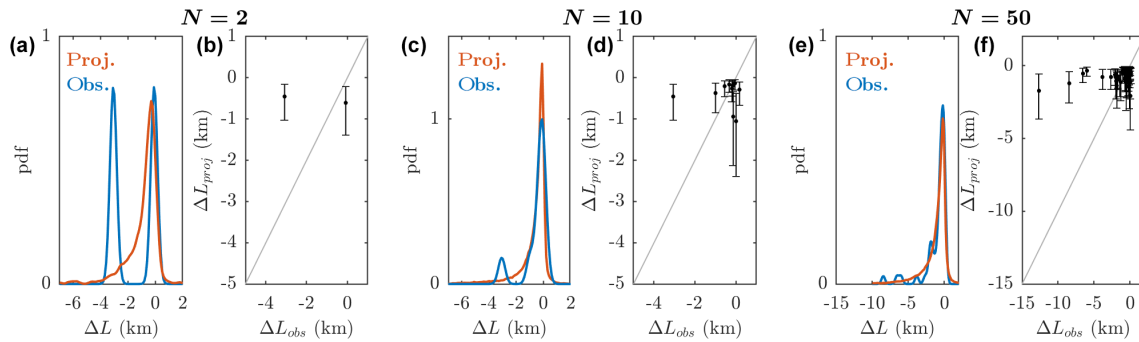 N = 2
N = 10
N = 50
(a)
1
Proj.
Obs.
pdf
0
-6 -4 -2 0 2
ΔL (km)
(b)
1
0
-1
-2
-3
-4
-5
ΔL_proj (km)
-4 -2 0
ΔL_obs (km)
(c)
Proj.
Obs.
1
pdf
0
-6 -4 -2 0 2
ΔL (km)
(d)
1
0
-1
-2
-3
-4
-5
ΔL_proj (km)
-4 -2 0
ΔL_obs (km)
(e)
1
Proj.
Obs.
pdf
0
-15 -10 -5 0
ΔL (km)
(f)
0
-5
-10
-15
ΔL_proj (km)
-15 -10 -5 0
ΔL_obs (km)